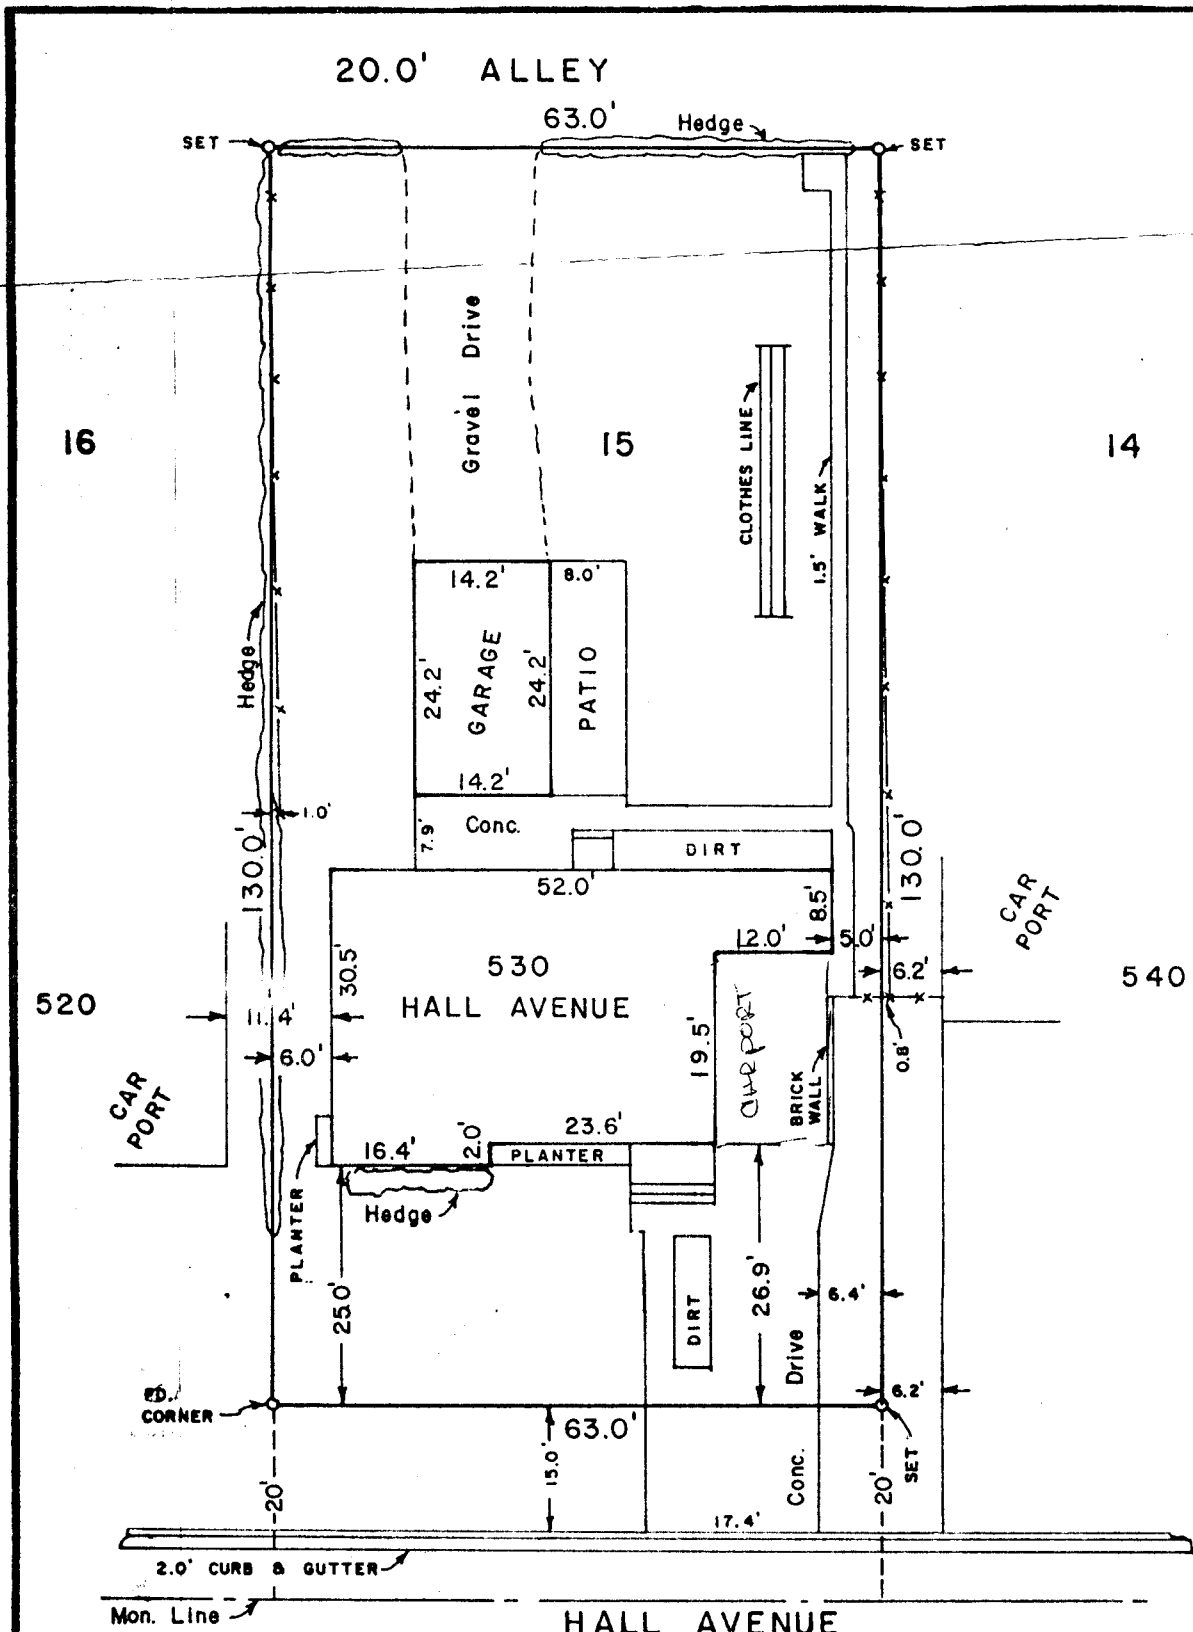 20.0' ALLEY
63.0'
Hedge
SET
SET
Gravel Drive
16
15
14
CLOTHES LINE
1.5' WALK
Hedge
14.2'
8.0'
24.2'
GARAGE
24.2'
PATIO
14.2'
1.0'
7.9'
Conc.
DIRT
130.0'
130.0'
52.0'
8.5'
CAR
PORT
12.0'
5.0'
6.2'
30.5'
530
HALL AVENUE
520
540
11.4'
6.0'
19.5'
CARPORT
BRICK
WALL
0.8'
CAR
PORT
23.6'
16.4'
2.0'
PLANTER
PLANTER
Hedge
25.0'
26.9'
6.4'
DIRT
Drive
6.2'
FD.
CORNER
63.0'
SET
15.0'
20'
Conc.
20'
17.4'
2.0' CURB & GUTTER
Mon. Line
HALL AVENUE